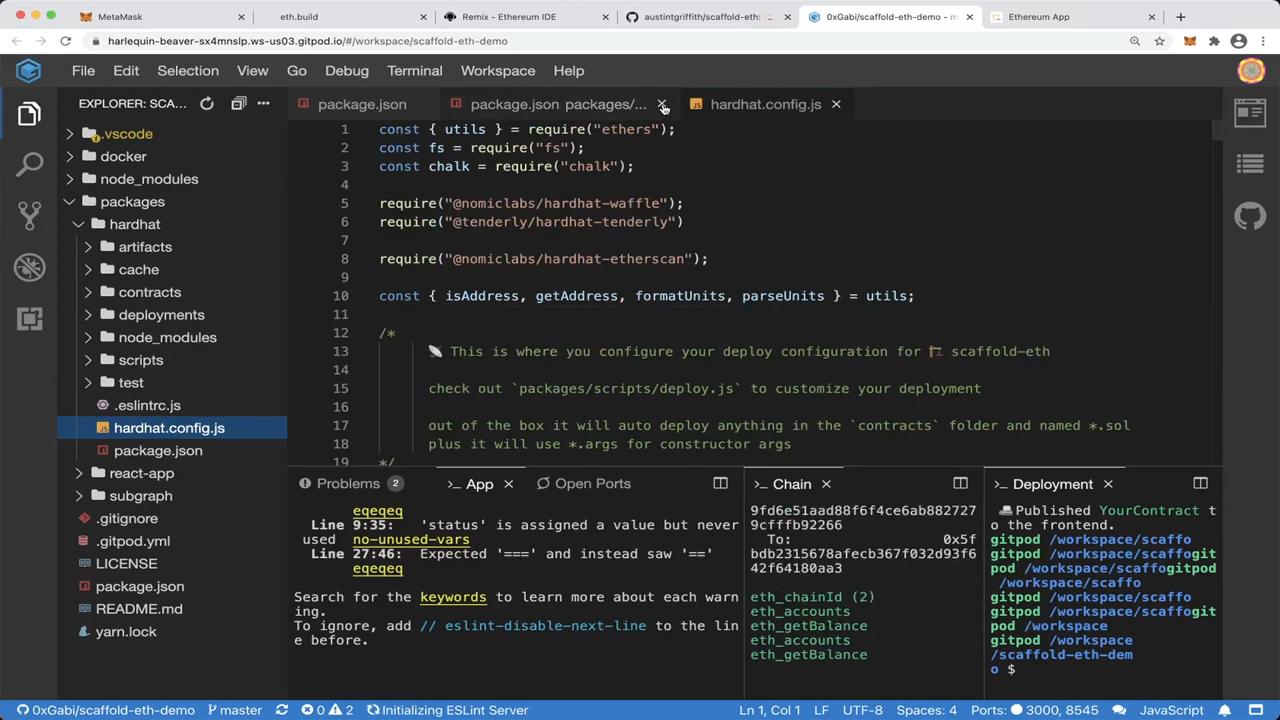 MetaMask
eth.build
Remix - Ethereum IDE
austintgriffith/scaffold-eth:
0xGabi/scaffold-eth-demo - m
Ethereum App
harlequin-beaver-sx4mnslp.ws-us03.gitpod.io/#/workspace/scaffold-eth-demo
File Edit Selection View Go Debug Terminal Workspace Help
EXPLORER: SCA...
.vscode
docker
node_modules
packages
hardhat
artifacts
cache
contracts
deployments
node_modules
scripts
test
.eslintrc.js
hardhat.config.js
package.json
react-app
subgraph
.gitignore
.gitpod.yml
LICENSE
package.json
README.md
yarn.lock
package.json
package.json packages/...
hardhat.config.js
1 const { utils } = require("ethers");
2 const fs = require("fs");
3 const chalk = require("chalk");
4
5 require("@nomiclabs/hardhat-waffle");
6 require("@tenderly/hardhat-tenderly")
7
8 require("@nomiclabs/hardhat-etherscan");
9
10 const { isAddress, getAddress, formatUnits, parseUnits } = utils;
11
12 /*
13 📡 This is where you configure your deploy configuration for 🏗 scaffold-eth
14
15 check out `packages/scripts/deploy.js` to customize your deployment
16
17 out of the box it will auto deploy anything in the `contracts` folder and named *.sol
18 plus it will use *.args for constructor args
19 */
Problems 2
App
Open Ports
eqeqeq
Line 9:35: 'status' is assigned a value but never
used no-unused-vars
Line 27:46: Expected '===' and instead saw '=='
eqeqeq
Search for the keywords to learn more about each warn
ing.
To ignore, add // eslint-disable-next-line to the lin
e before.
Chain
9fd6e51aad88f6f4ce6ab882727
9cfffb92266
To: 0x5f
bdb2315678afecb367f032d93f6
42f64180aa3
eth_chainId (2)
eth_accounts
eth_getBalance
eth_accounts
eth_getBalance
Deployment
Published YourContract t
o the frontend.
gitpod /workspace/scaffo
gitpod /workspace/scaffogit
pod /workspace/scaffogitpod
/workspace/scaffo
gitpod /workspace/scaffo
gitpod /workspace/scaffogit
pod /workspace
gitpod /workspace
/scaffold-eth-dem
o $
0xGabi/scaffold-eth-demo
master
0 2
Initializing ESLint Server
Ln 1, Col 1
LF
UTF-8
Spaces: 4
Ports: 3000, 8545
JavaScript